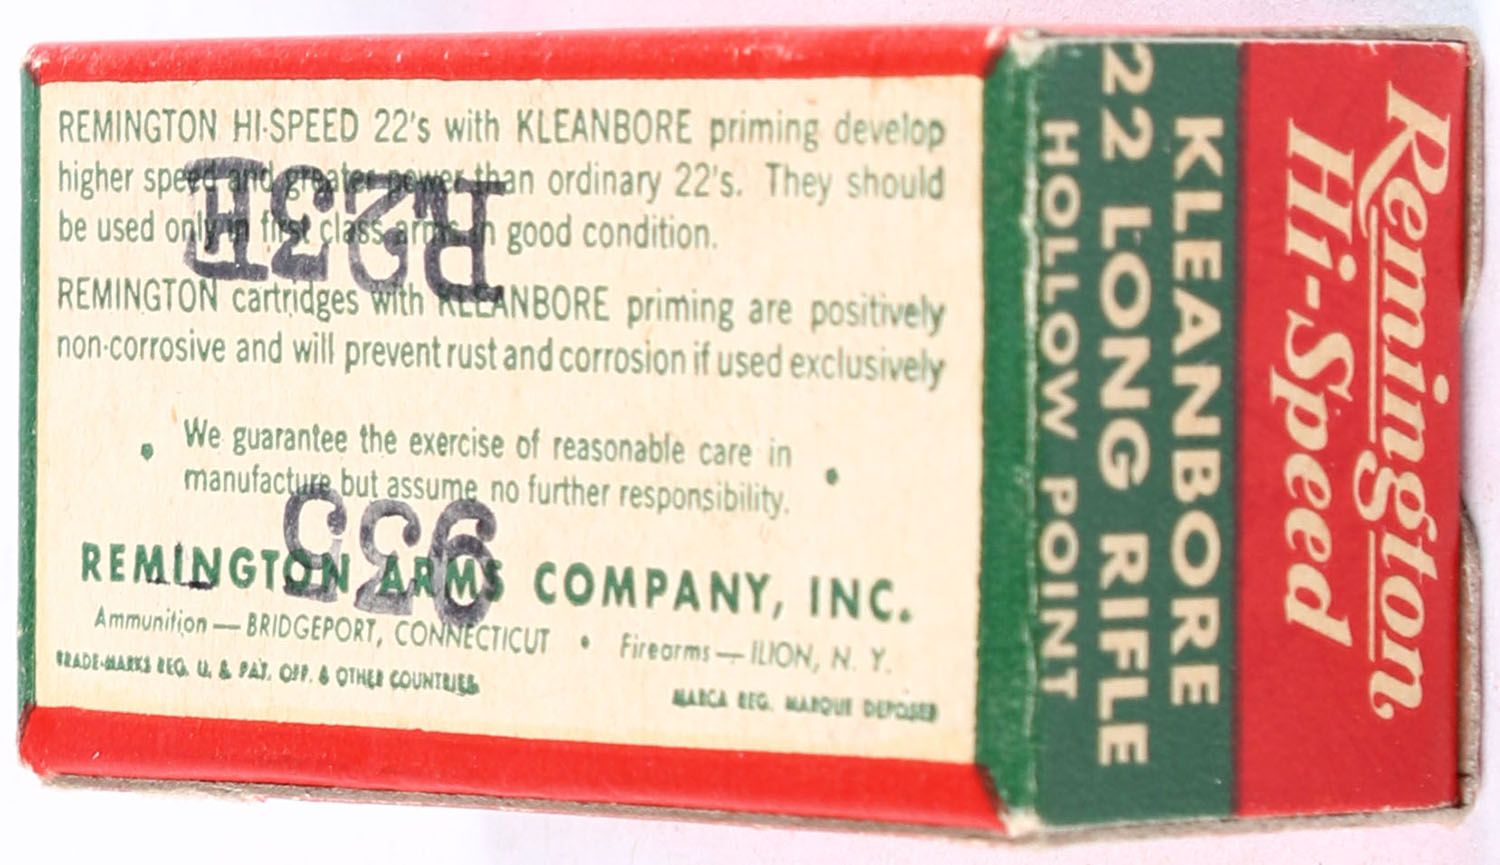 REMINGTON HI-SPEED 22's with KLEANBORE priming develop
higher speed and greater power than ordinary 22's. They should
be used only in first class arms in good condition.
REMINGTON cartridges with KLEANBORE priming are positively
non-corrosive and will prevent rust and corrosion if used exclusively
• We guarantee the exercise of reasonable care in
manufacture but assume no further responsibility. •
REMINGTON ARMS COMPANY, INC.
Ammunition — BRIDGEPORT, CONNECTICUT • Firearms — ILION, N. Y.
TRADE-MARKS REG. U. S. PAT. OFF. & OTHER COUNTRIES
MARCA REG. MARQUE DEPOSEE
Remington
Hi-Speed
KLEANBORE
22 LONG RIFLE
HOLLOW POINT